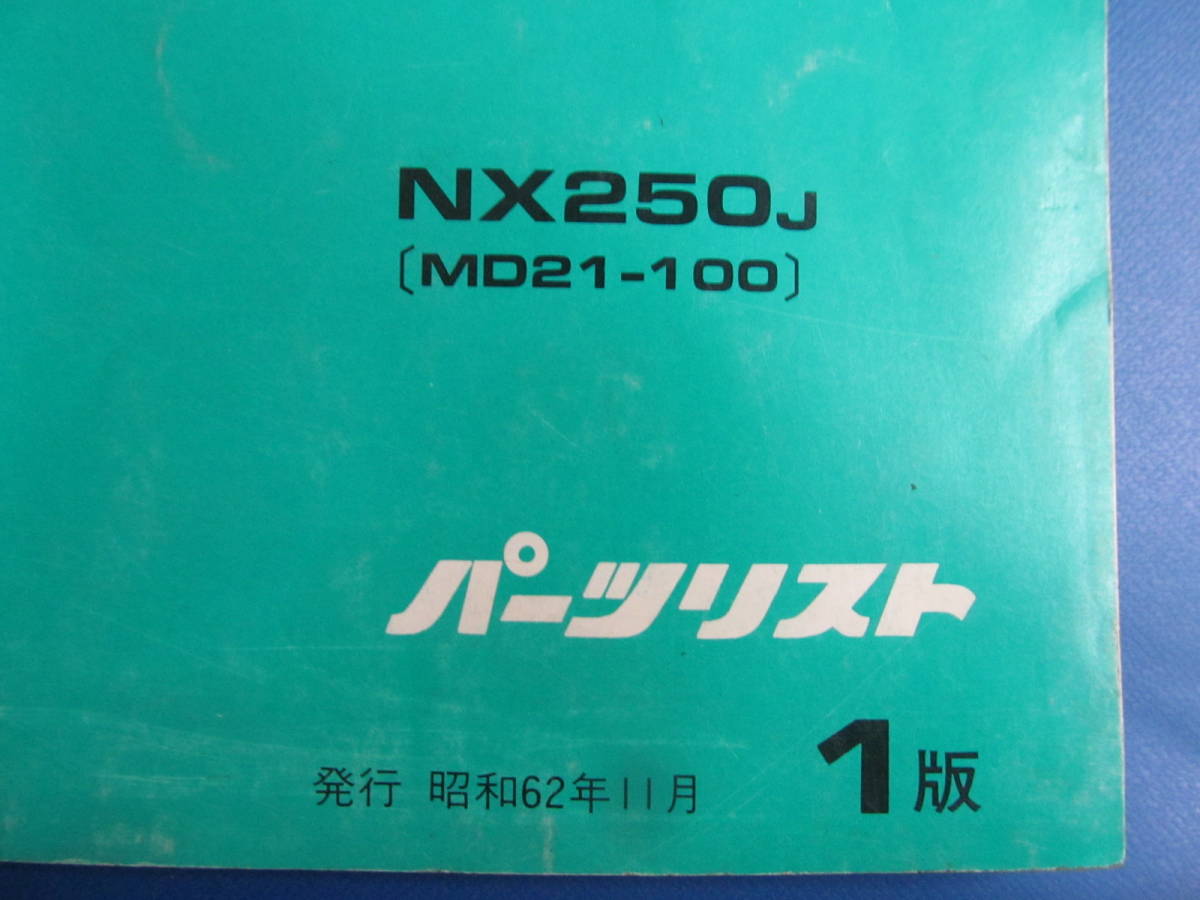 NX250J
〔MD21-100〕
パーツリスト
1版
発行 昭和62年11月